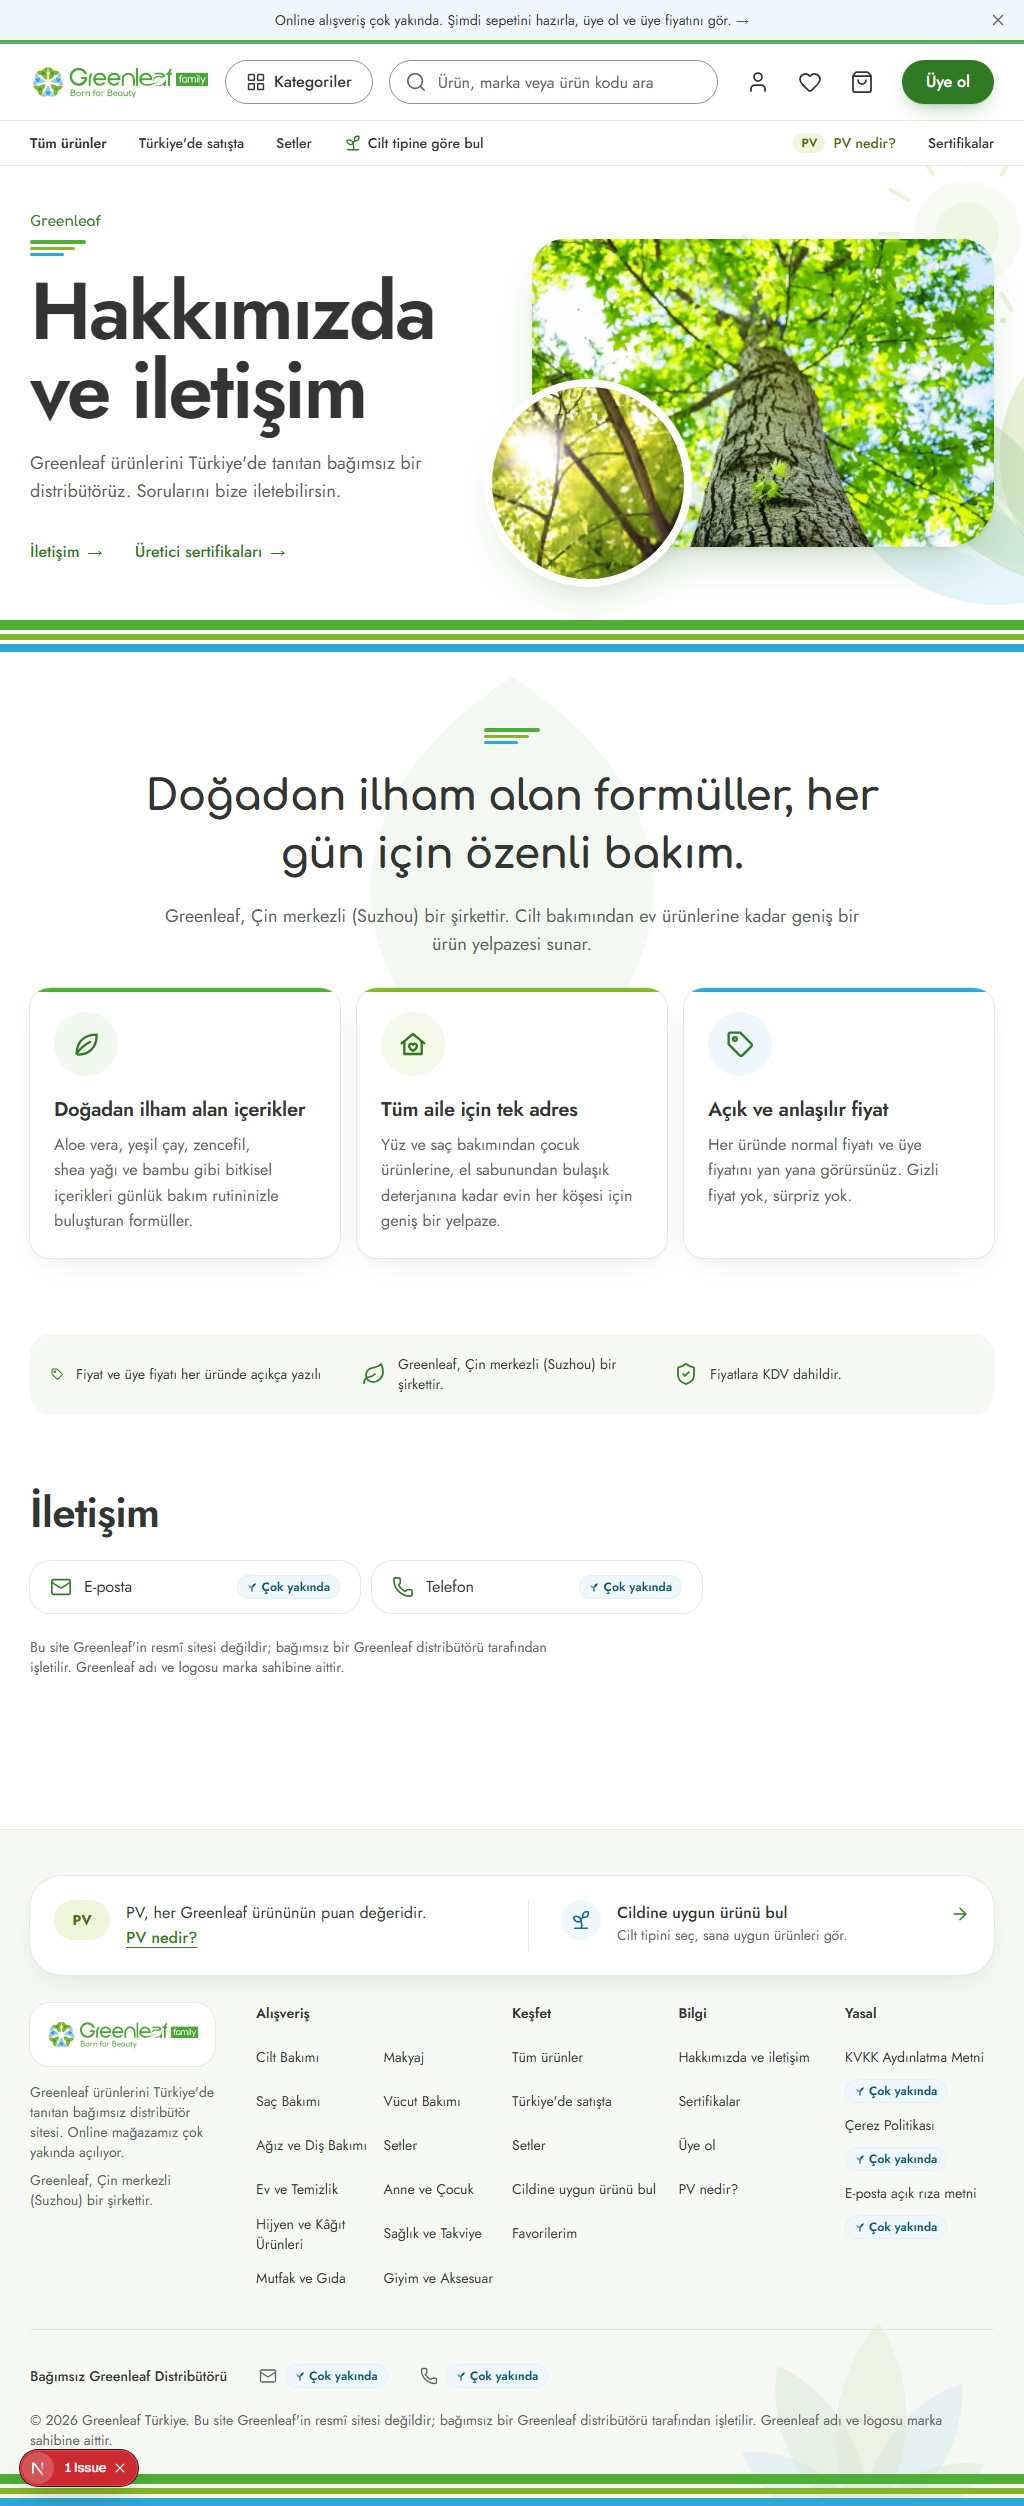 Online alışveriş çok yakında. Şimdi sepetini hazırla, üye ol ve üye fiyatını gör. →
Greenleaf family
Born for Beauty
Kategoriler
Ürün, marka veya ürün kodu ara
Üye ol
Tüm ürünler
Türkiye'de satışta
Setler
Cilt tipine göre bul
PV PV nedir?
Sertifikalar
Greenleaf
Hakkımızda
ve iletişim
Greenleaf ürünlerini Türkiye'de tanıtan bağımsız bir
distribütörüz. Sorularını bize iletebilirsin.
İletişim →
Üretici sertifikaları →
Doğadan ilham alan formüller, her
gün için özenli bakım.
Greenleaf, Çin merkezli (Suzhou) bir şirkettir. Cilt bakımından ev ürünlerine kadar geniş bir
ürün yelpazesi sunar.
Doğadan ilham alan içerikler
Aloe vera, yeşil çay, zencefil,
shea yağı ve bambu gibi bitkisel
içerikleri günlük bakım rutininizle
buluşturan formüller.
Tüm aile için tek adres
Yüz ve saç bakımından çocuk
ürünlerine, el sabunundan bulaşık
deterjanına kadar evin her köşesi için
geniş bir yelpaze.
Açık ve anlaşılır fiyat
Her üründe normal fiyatı ve üye
fiyatını yan yana görürsünüz. Gizli
fiyat yok, sürpriz yok.
Fiyat ve üye fiyatı her üründe açıkça yazılı
Greenleaf, Çin merkezli (Suzhou) bir
şirkettir.
Fiyatlara KDV dahildir.
İletişim
E-posta
Çok yakında
Telefon
Çok yakında
Bu site Greenleaf'in resmî sitesi değildir; bağımsız bir Greenleaf distribütörü tarafından
işletilir. Greenleaf adı ve logosu marka sahibine aittir.
PV
PV, her Greenleaf ürününün puan değeridir.
PV nedir?
Cildine uygun ürünü bul
Cilt tipini seç, sana uygun ürünleri gör.
Greenleaf family
Born for Beauty
Greenleaf ürünlerini Türkiye'de
tanıtan bağımsız distribütör
sitesi. Online mağazamız çok
yakında açılıyor.
Greenleaf, Çin merkezli
(Suzhou) bir şirkettir.
Alışveriş
Cilt Bakımı
Makyaj
Saç Bakımı
Vücut Bakımı
Ağız ve Diş Bakımı
Setler
Ev ve Temizlik
Anne ve Çocuk
Hijyen ve Kâğıt
Ürünleri
Sağlık ve Takviye
Mutfak ve Gıda
Giyim ve Aksesuar
Keşfet
Tüm ürünler
Türkiye'de satışta
Setler
Cildine uygun ürünü bul
Favorilerim
Bilgi
Hakkımızda ve iletişim
Sertifikalar
Üye ol
PV nedir?
Yasal
KVKK Aydınlatma Metni
Çok yakında
Çerez Politikası
Çok yakında
E-posta açık rıza metni
Çok yakında
Bağımsız Greenleaf Distribütörü
Çok yakında
Çok yakında
© 2026 Greenleaf Türkiye. Bu site Greenleaf'in resmî sitesi değildir; bağımsız bir Greenleaf distribütörü tarafından işletilir. Greenleaf adı ve logosu marka
sahibine aittir.
N 1 Issue